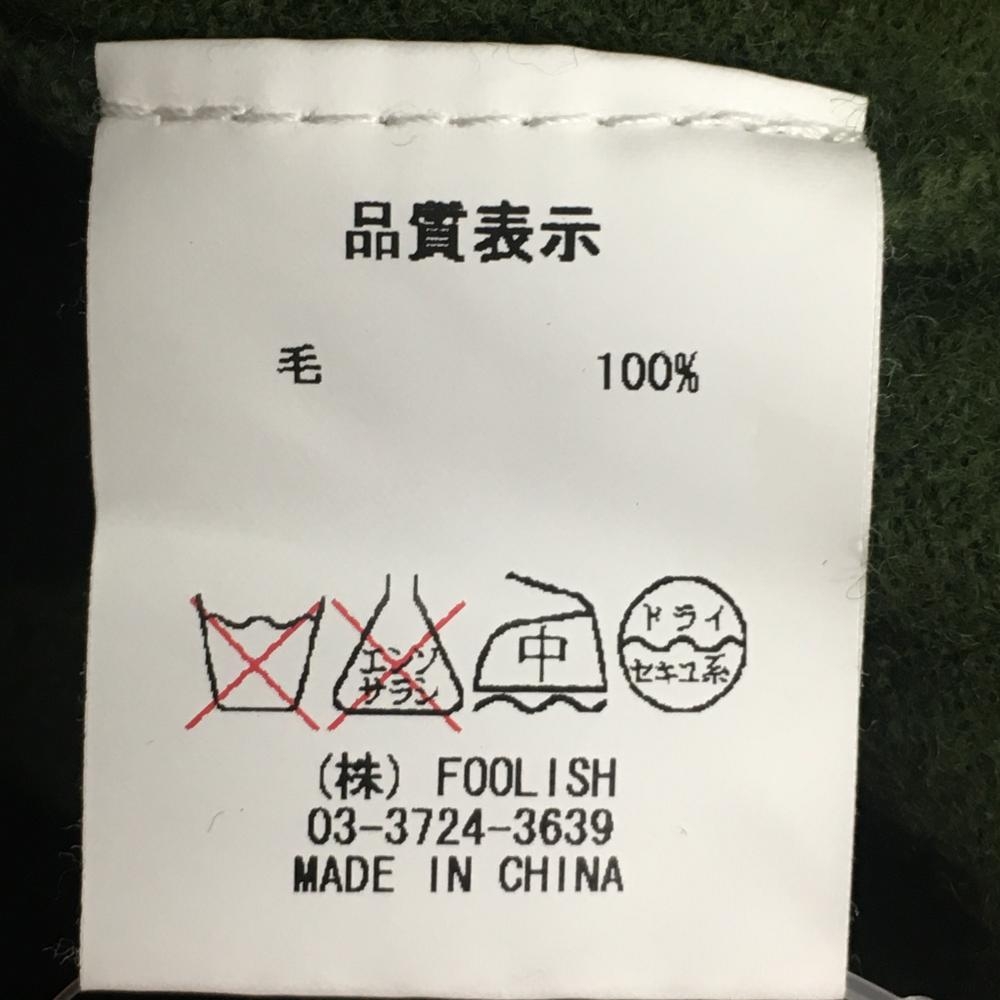 品質表示
毛 100%
エンソ
サラシ
中
ドライ
セキユ系
(株) FOOLISH
03-3724-3639
MADE IN CHINA